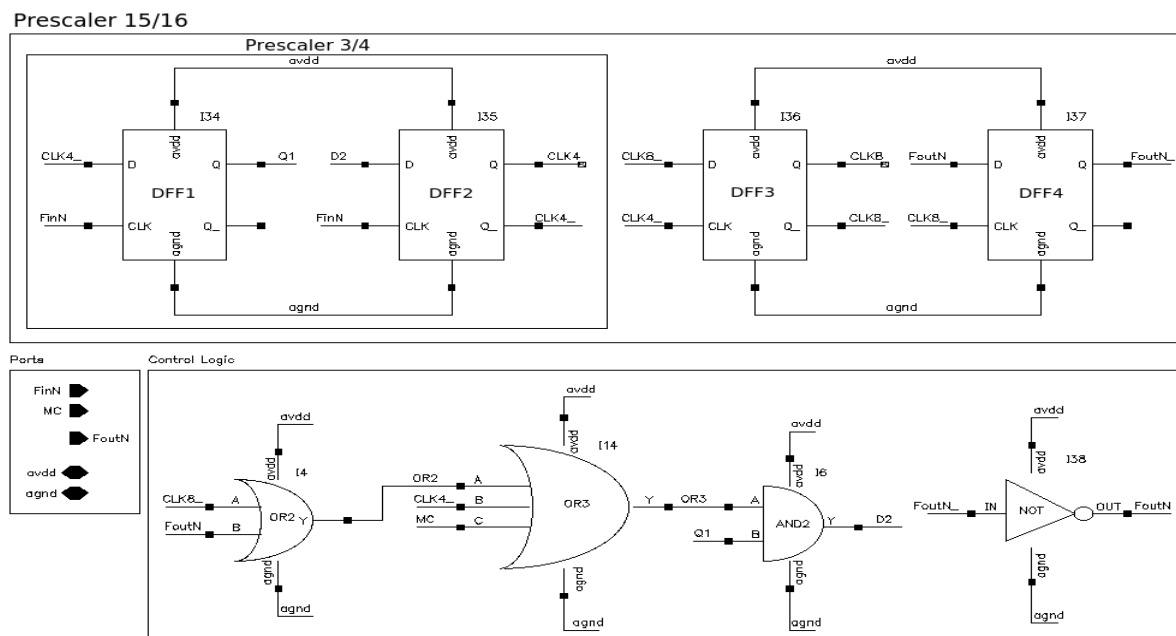 Prescaler 15/16
Prescaler 3/4
avdd
avdd
I34
I35
I36
I37
avdd
avdd
avdd
avdd
CLK4_
D
Q
Q1
D2
D
Q
CLK4
CLK8_
D
Q
CLK8
FoutN
D
Q
FoutN_
DFF1
DFF2
DFF3
DFF4
FinN
CLK
Q_
FinN
CLK
Q_
CLK4_
CLK4_
CLK
Q_
CLK8_
CLK8_
CLK
Q_
agnd
agnd
agnd
agnd
agnd
agnd
Ports
FinN
MC
FoutN
avdd
agnd
Control Logic
avdd
avdd
I4
CLK8_
A
FoutN
B
OR2
Y
agnd
agnd
avdd
avdd
I14
OR2
A
CLK4_
B
MC
C
OR3
Y
agnd
agnd
avdd
avdd
I6
OR3
A
Q1
B
AND2
Y
D2
agnd
agnd
avdd
avdd
I38
FoutN_
IN
NOT
OUT
FoutN
agnd
agnd